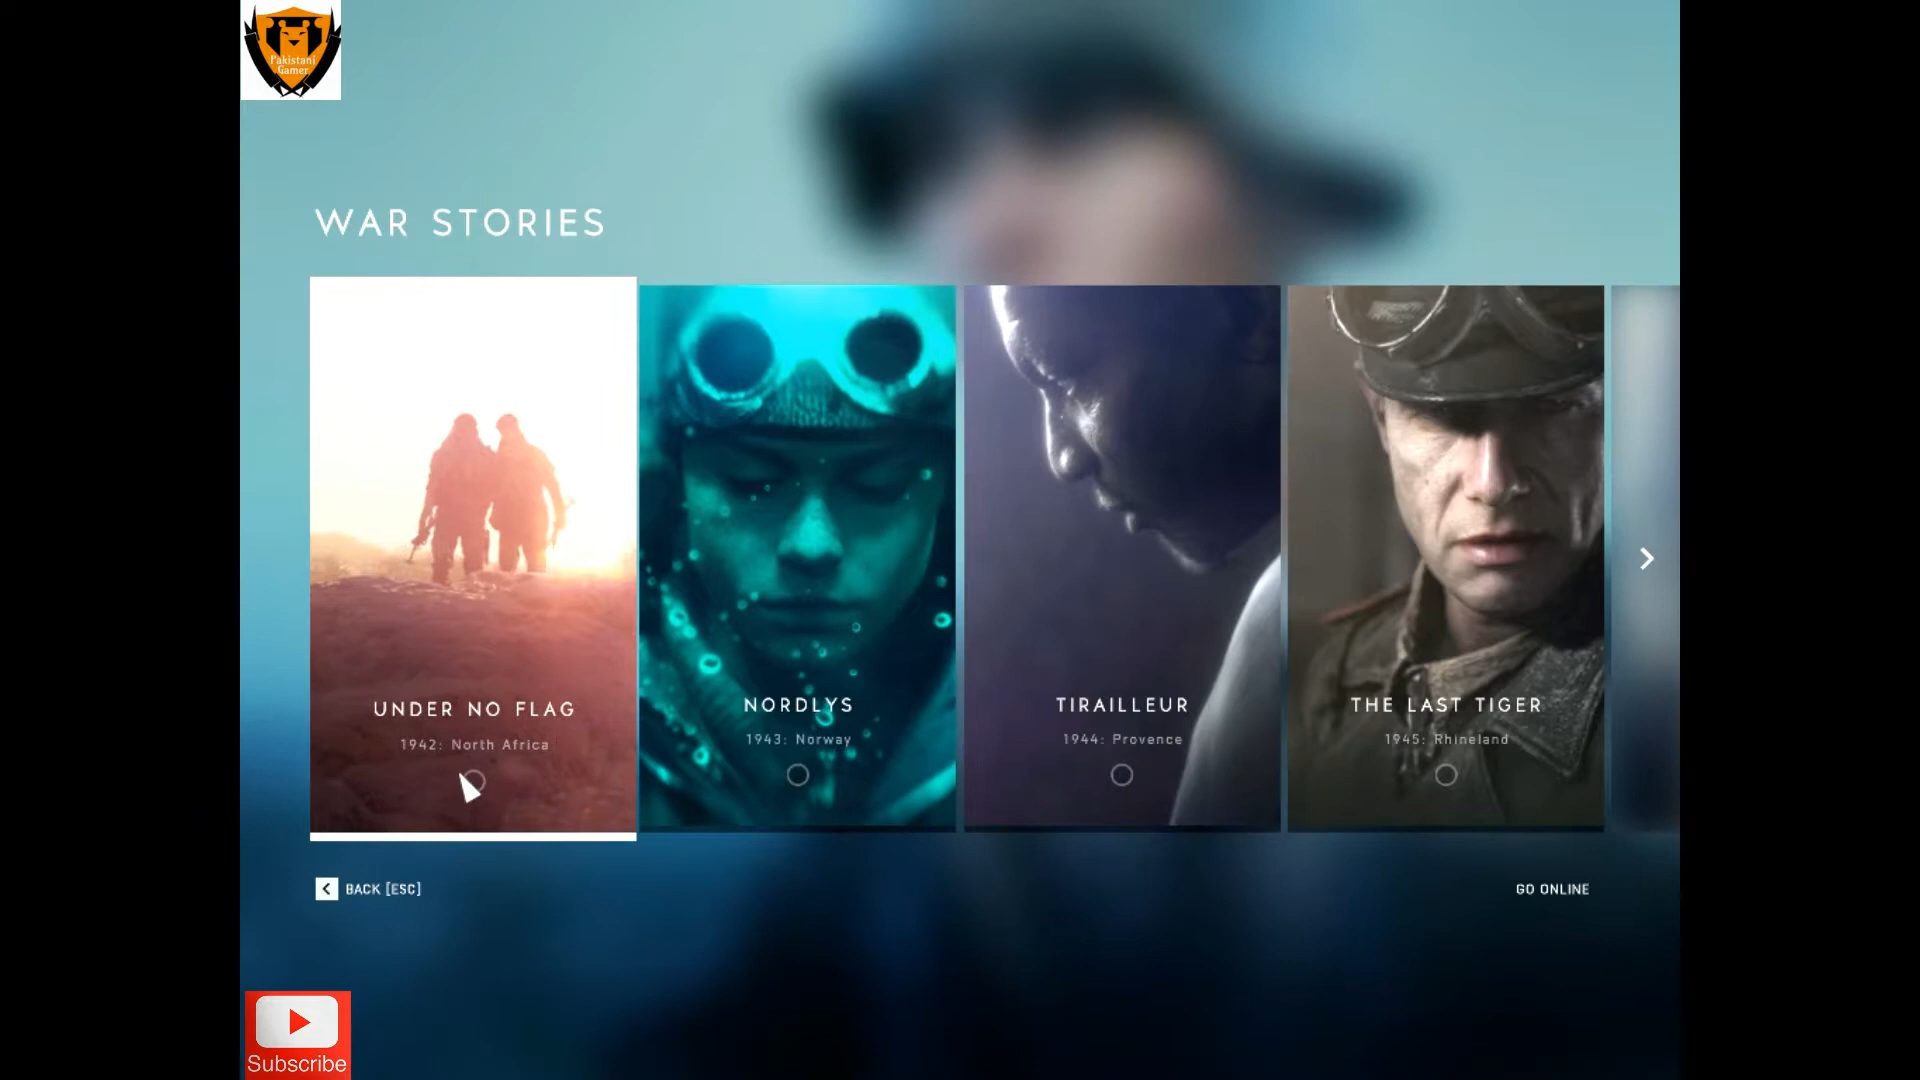 Pakistani
Gamer
WAR STORIES
UNDER NO FLAG
1942: North Africa
NORDLYS
1943: Norway
TIRAILLEUR
1944: Provence
THE LAST TIGER
1945: Rhineland
BACK [ESC]
GO ONLINE
Subscribe